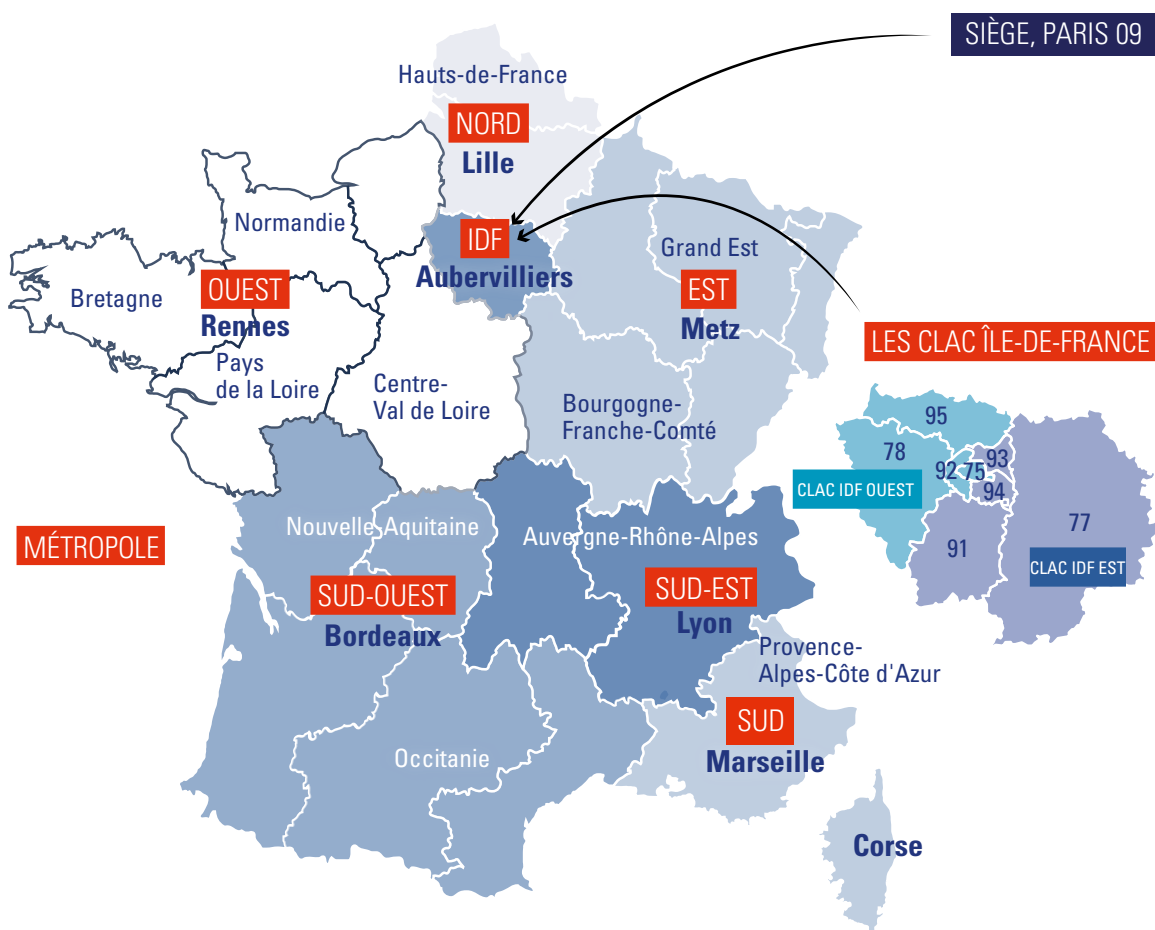 SIÈGE, PARIS 09
Hauts-de-France
NORD
Lille
Normandie
IDF
Aubervilliers
Grand Est
EST
Metz
Bretagne
OUEST
Rennes
Pays
de la Loire
Centre-
Val de Loire
Bourgogne-
Franche-Comté
LES CLAC ÎLE-DE-FRANCE
95
78
92
75
93
94
CLAC IDF OUEST
77
91
CLAC IDF EST
MÉTROPOLE
Nouvelle-Aquitaine
SUD-OUEST
Bordeaux
Auvergne-Rhône-Alpes
SUD-EST
Lyon
Provence-
Alpes-Côte d'Azur
SUD
Marseille
Occitanie
Corse